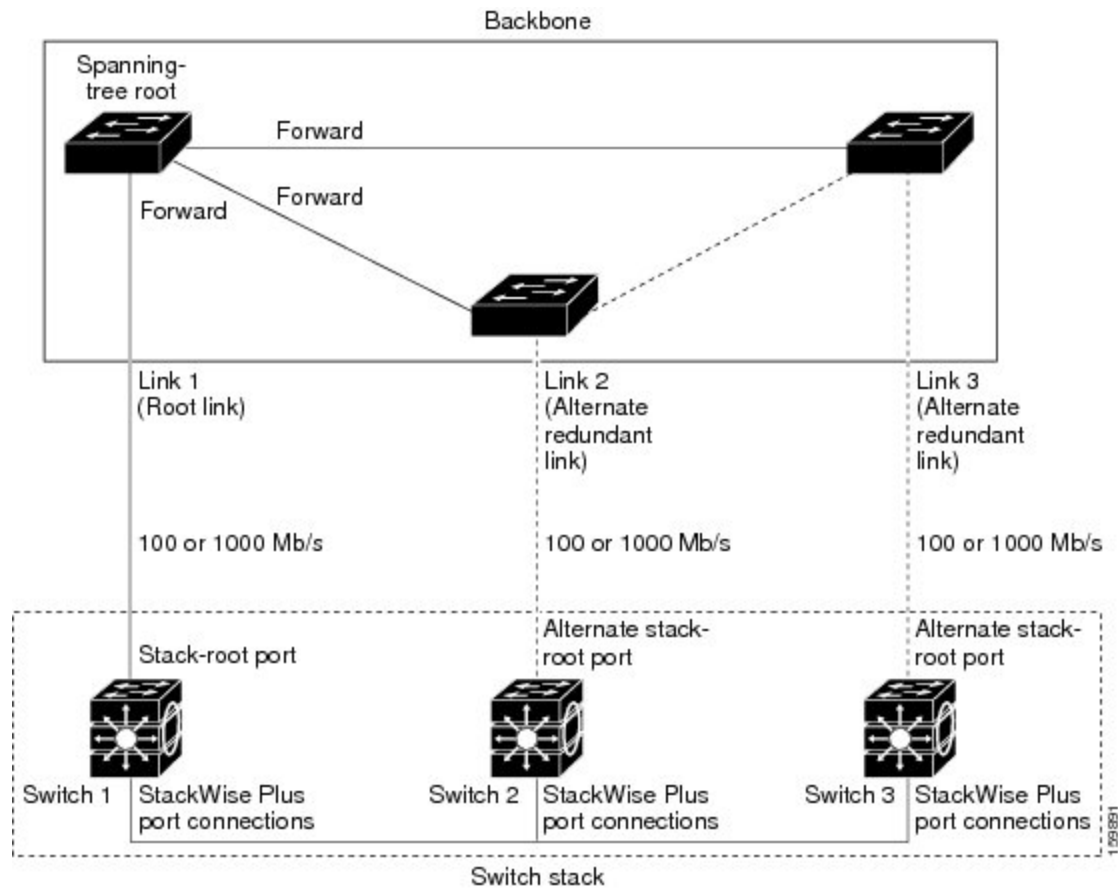 Backbone
Spanning-
tree root
Forward
Forward
Forward
Link 1
(Root link)
Link 2
(Alternate
redundant
link)
Link 3
(Alternate
redundant
link)
100 or 1000 Mb/s
100 or 1000 Mb/s
100 or 1000 Mb/s
Stack-root port
Alternate stack-
root port
Alternate stack-
root port
Switch 1
StackWise Plus
port connections
Switch 2
StackWise Plus
port connections
Switch 3
StackWise Plus
port connections
Switch stack
159891